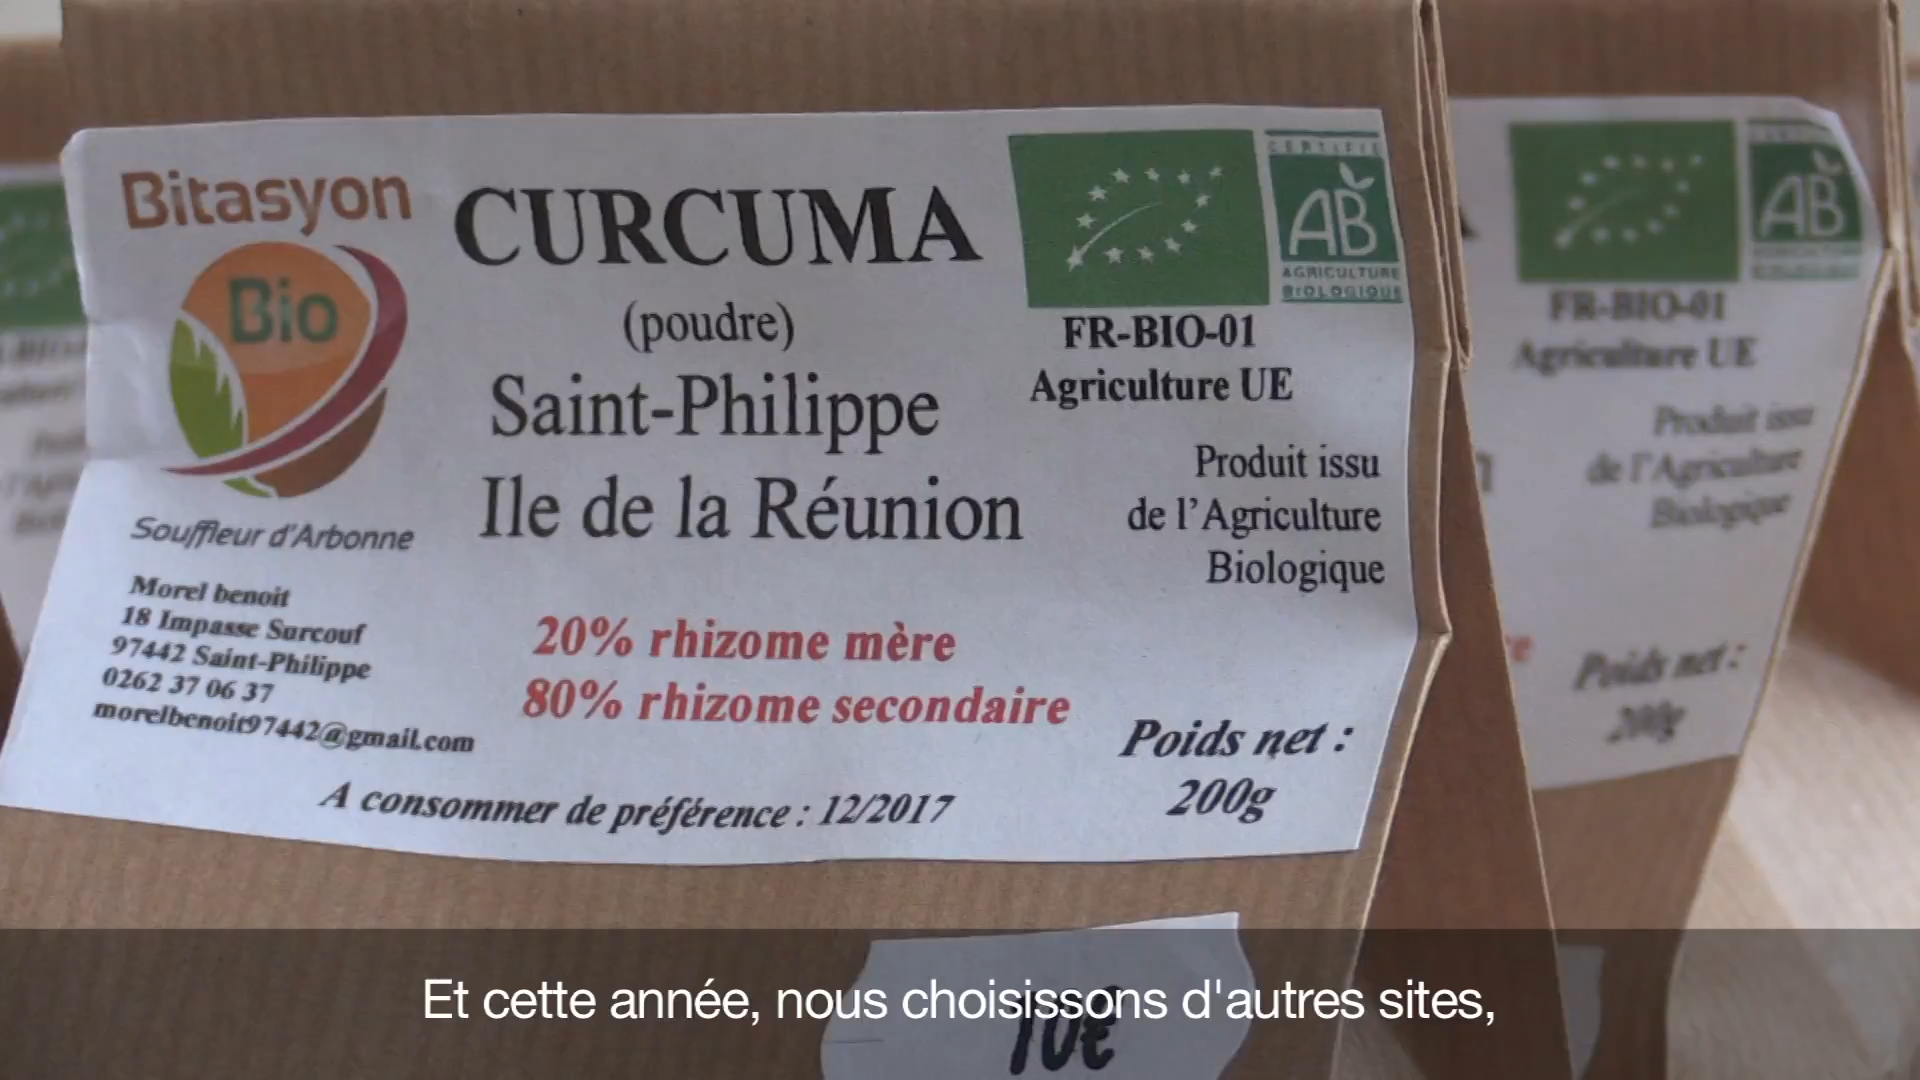 Bitasyon
Bio
Souffleur d'Arbonne
Morel benoit
18 Impasse Surcouf
97442 Saint-Philippe
0262 37 06 37
morelbenoit97442@gmail.com
CURCUMA
(poudre)
Saint-Philippe
Ile de la Réunion
20% rhizome mère
80% rhizome secondaire
A consommer de préférence : 12/2017
CERTIFIÉ
AB
AGRICULTURE
BIOLOGIQUE
FR-BIO-01
Agriculture UE
Produit issu
de l'Agriculture
Biologique
Poids net :
200g
AB
FR-BIO-01
Agriculture UE
Produit issu
de l'Agriculture
Biologique
Poids net :
200g
10€
Et cette année, nous choisissons d'autres sites,